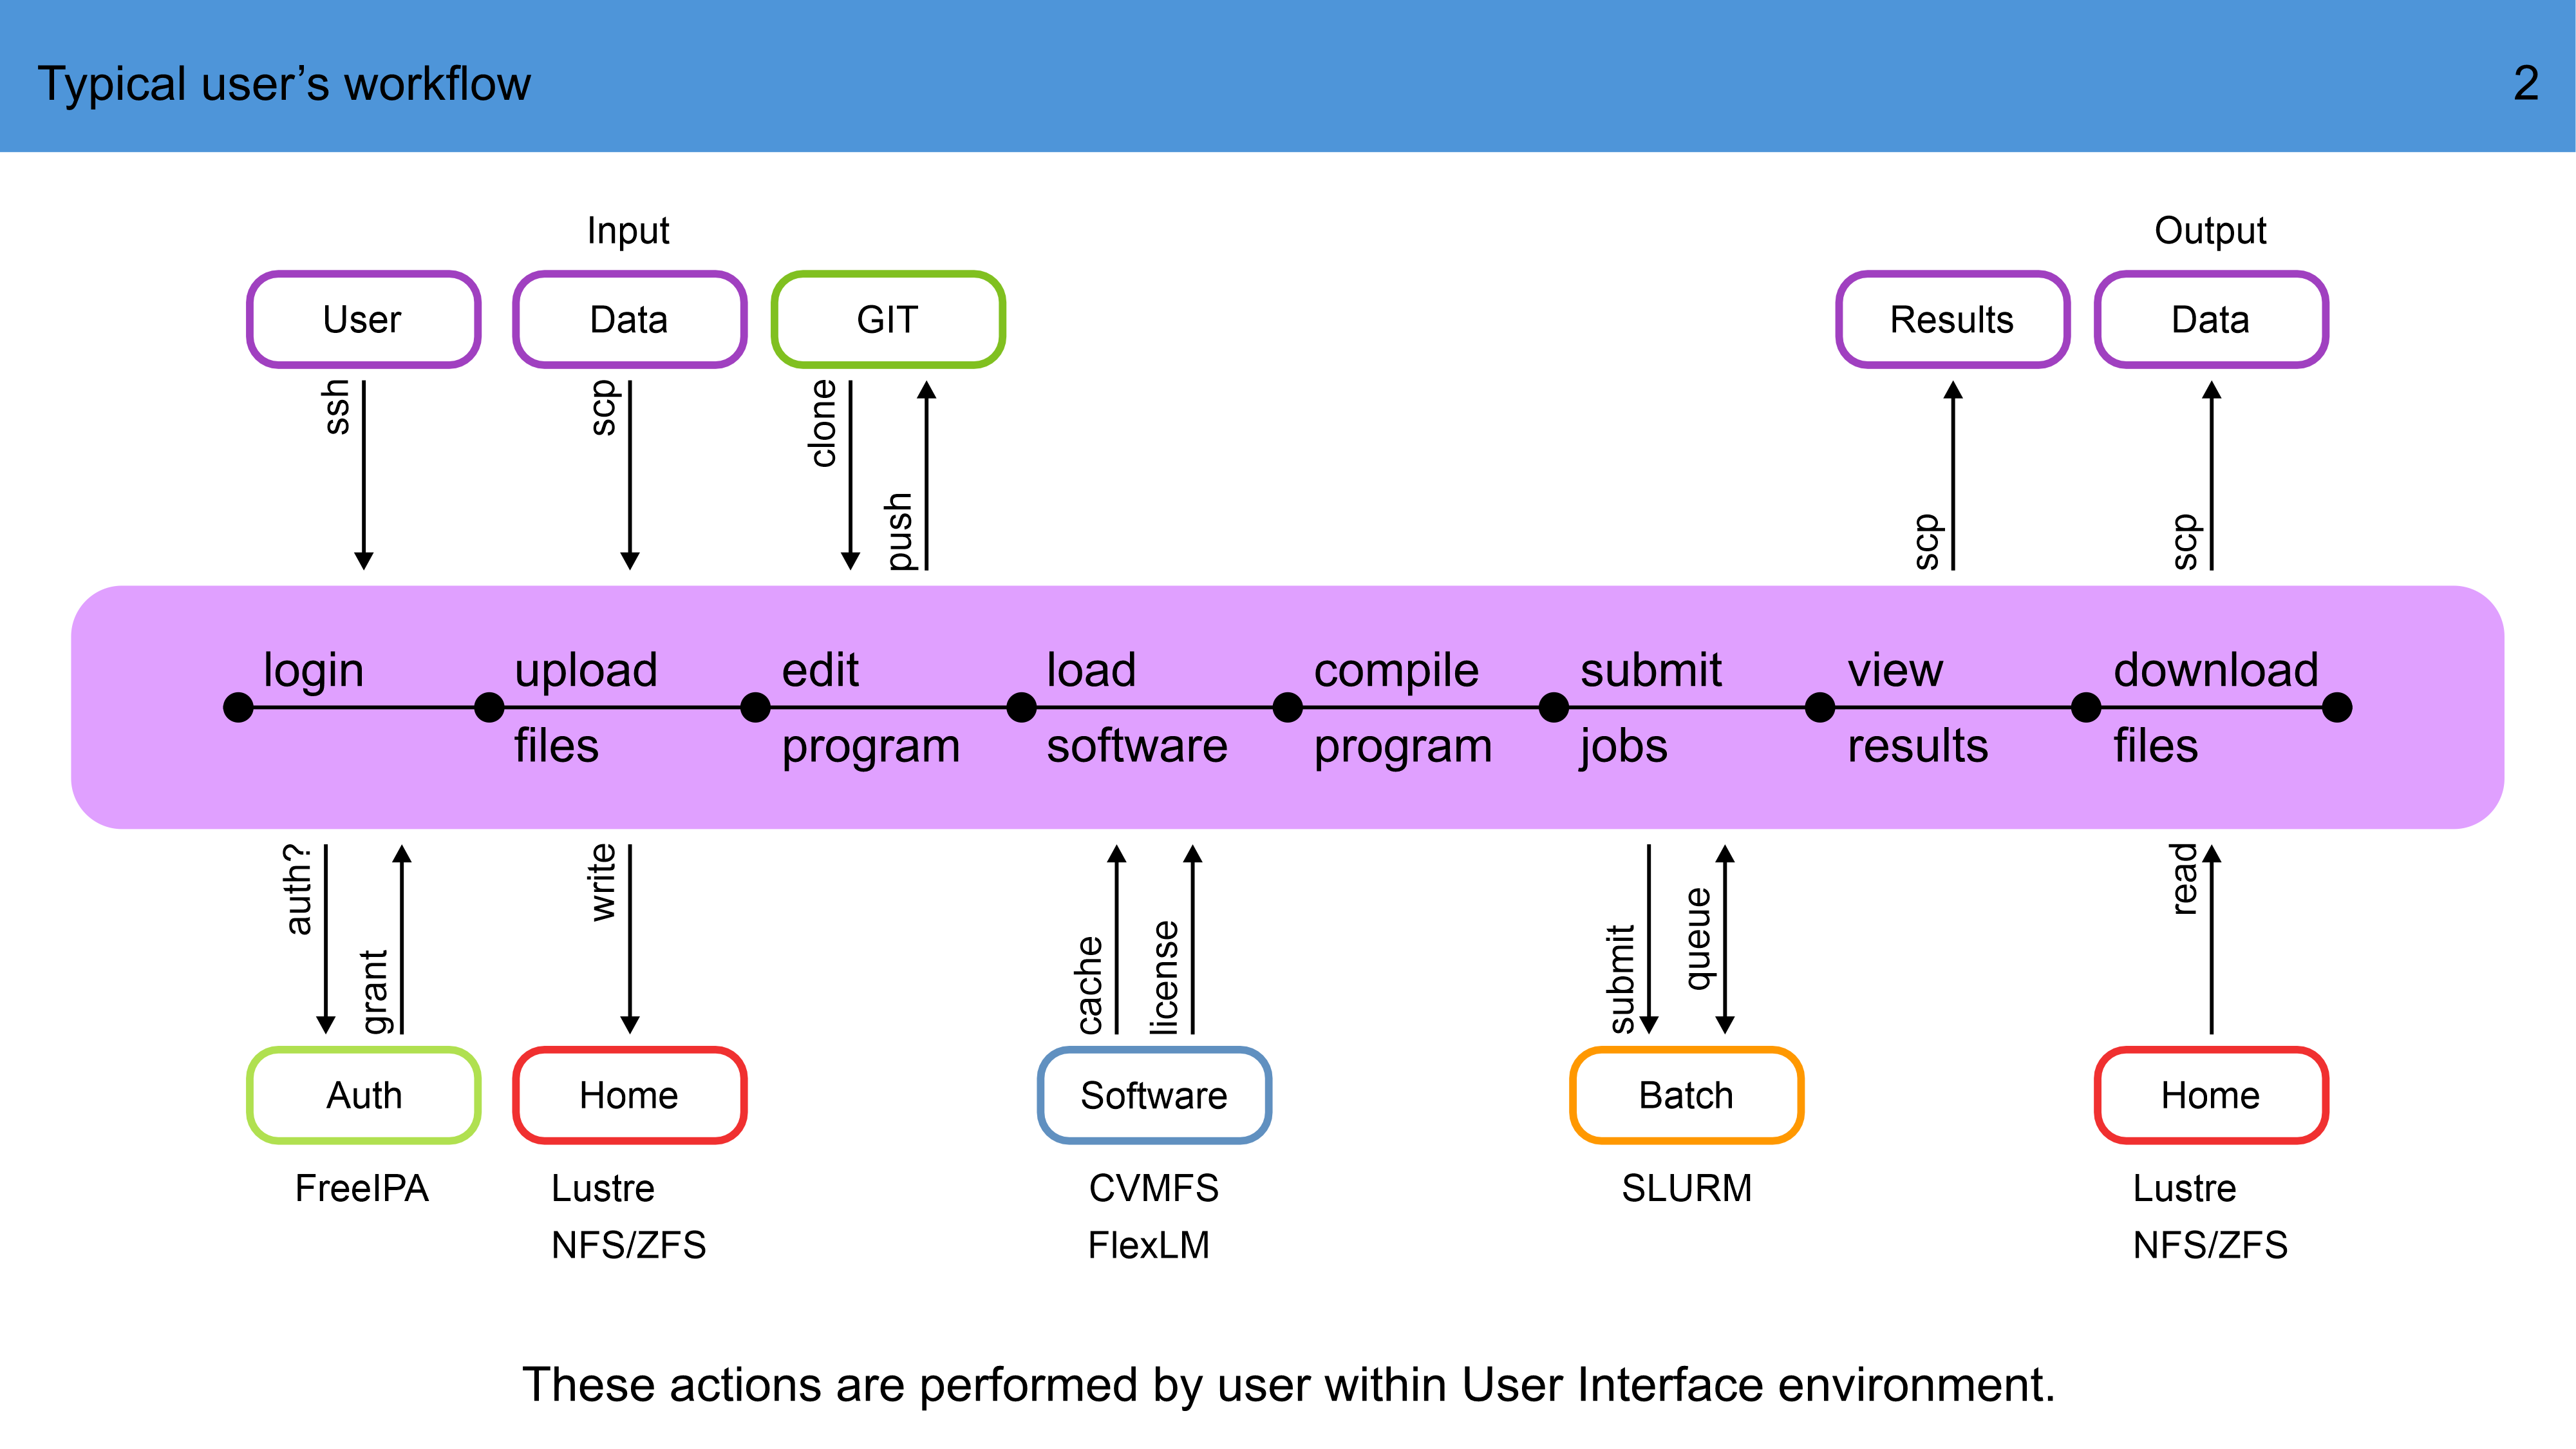 Typical user’s workflow
2
Input
Output
User
Data
GIT
Results
Data
ssh
scp
clone
push
scp
scp
login
upload
files
edit
program
load
software
compile
program
submit
jobs
view
results
download
files
auth?
grant
write
cache
license
submit
queue
read
Auth
Home
Software
Batch
Home
FreeIPA
Lustre
NFS/ZFS
CVMFS
FlexLM
SLURM
Lustre
NFS/ZFS
These actions are performed by user within User Interface environment.